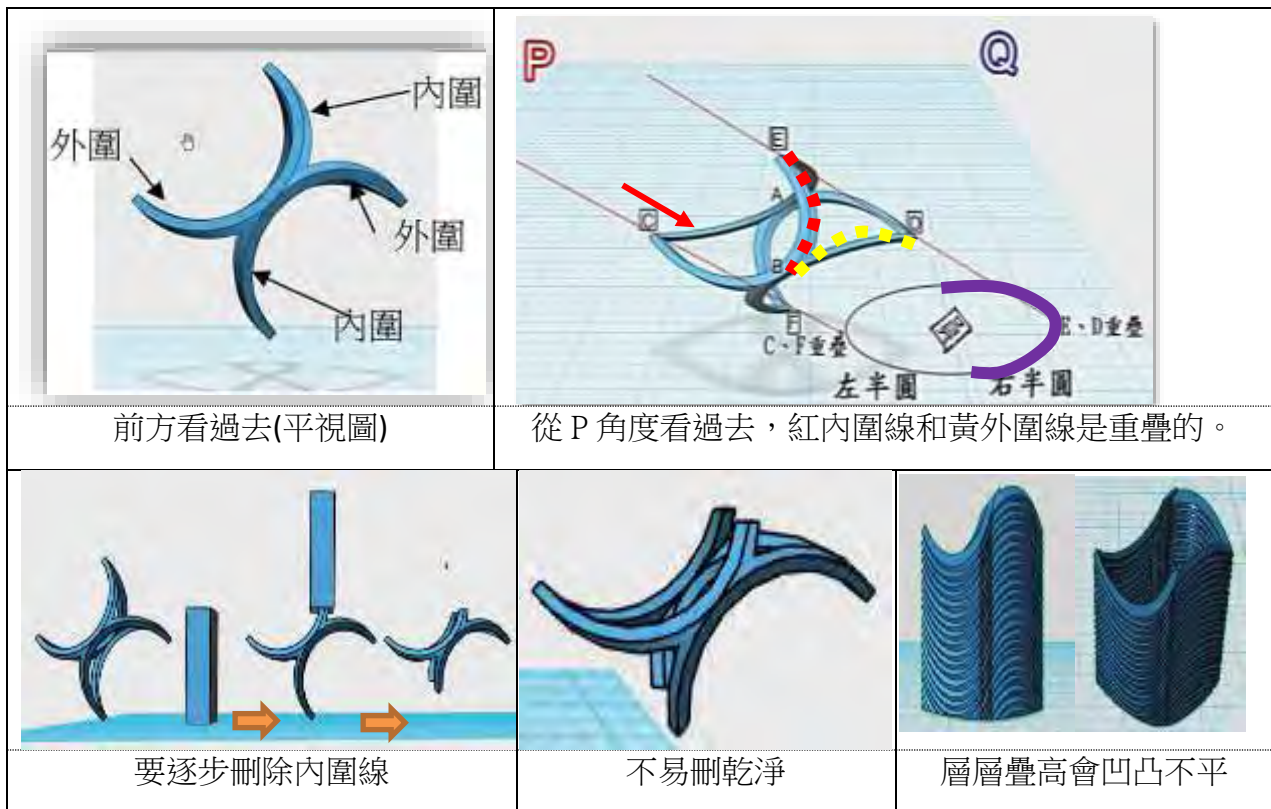 內圍
外圍
外圍
內圍
前方看過去(平視圖)
P
Q
E
A
C
D
B
F
C、F重疊
E、D重疊
左半圓
右半圓
從 P 角度看過去，紅內圍線和黃外圍線是重疊的。
要逐步刪除內圍線
不易刪乾淨
層層疊高會凹凸不平